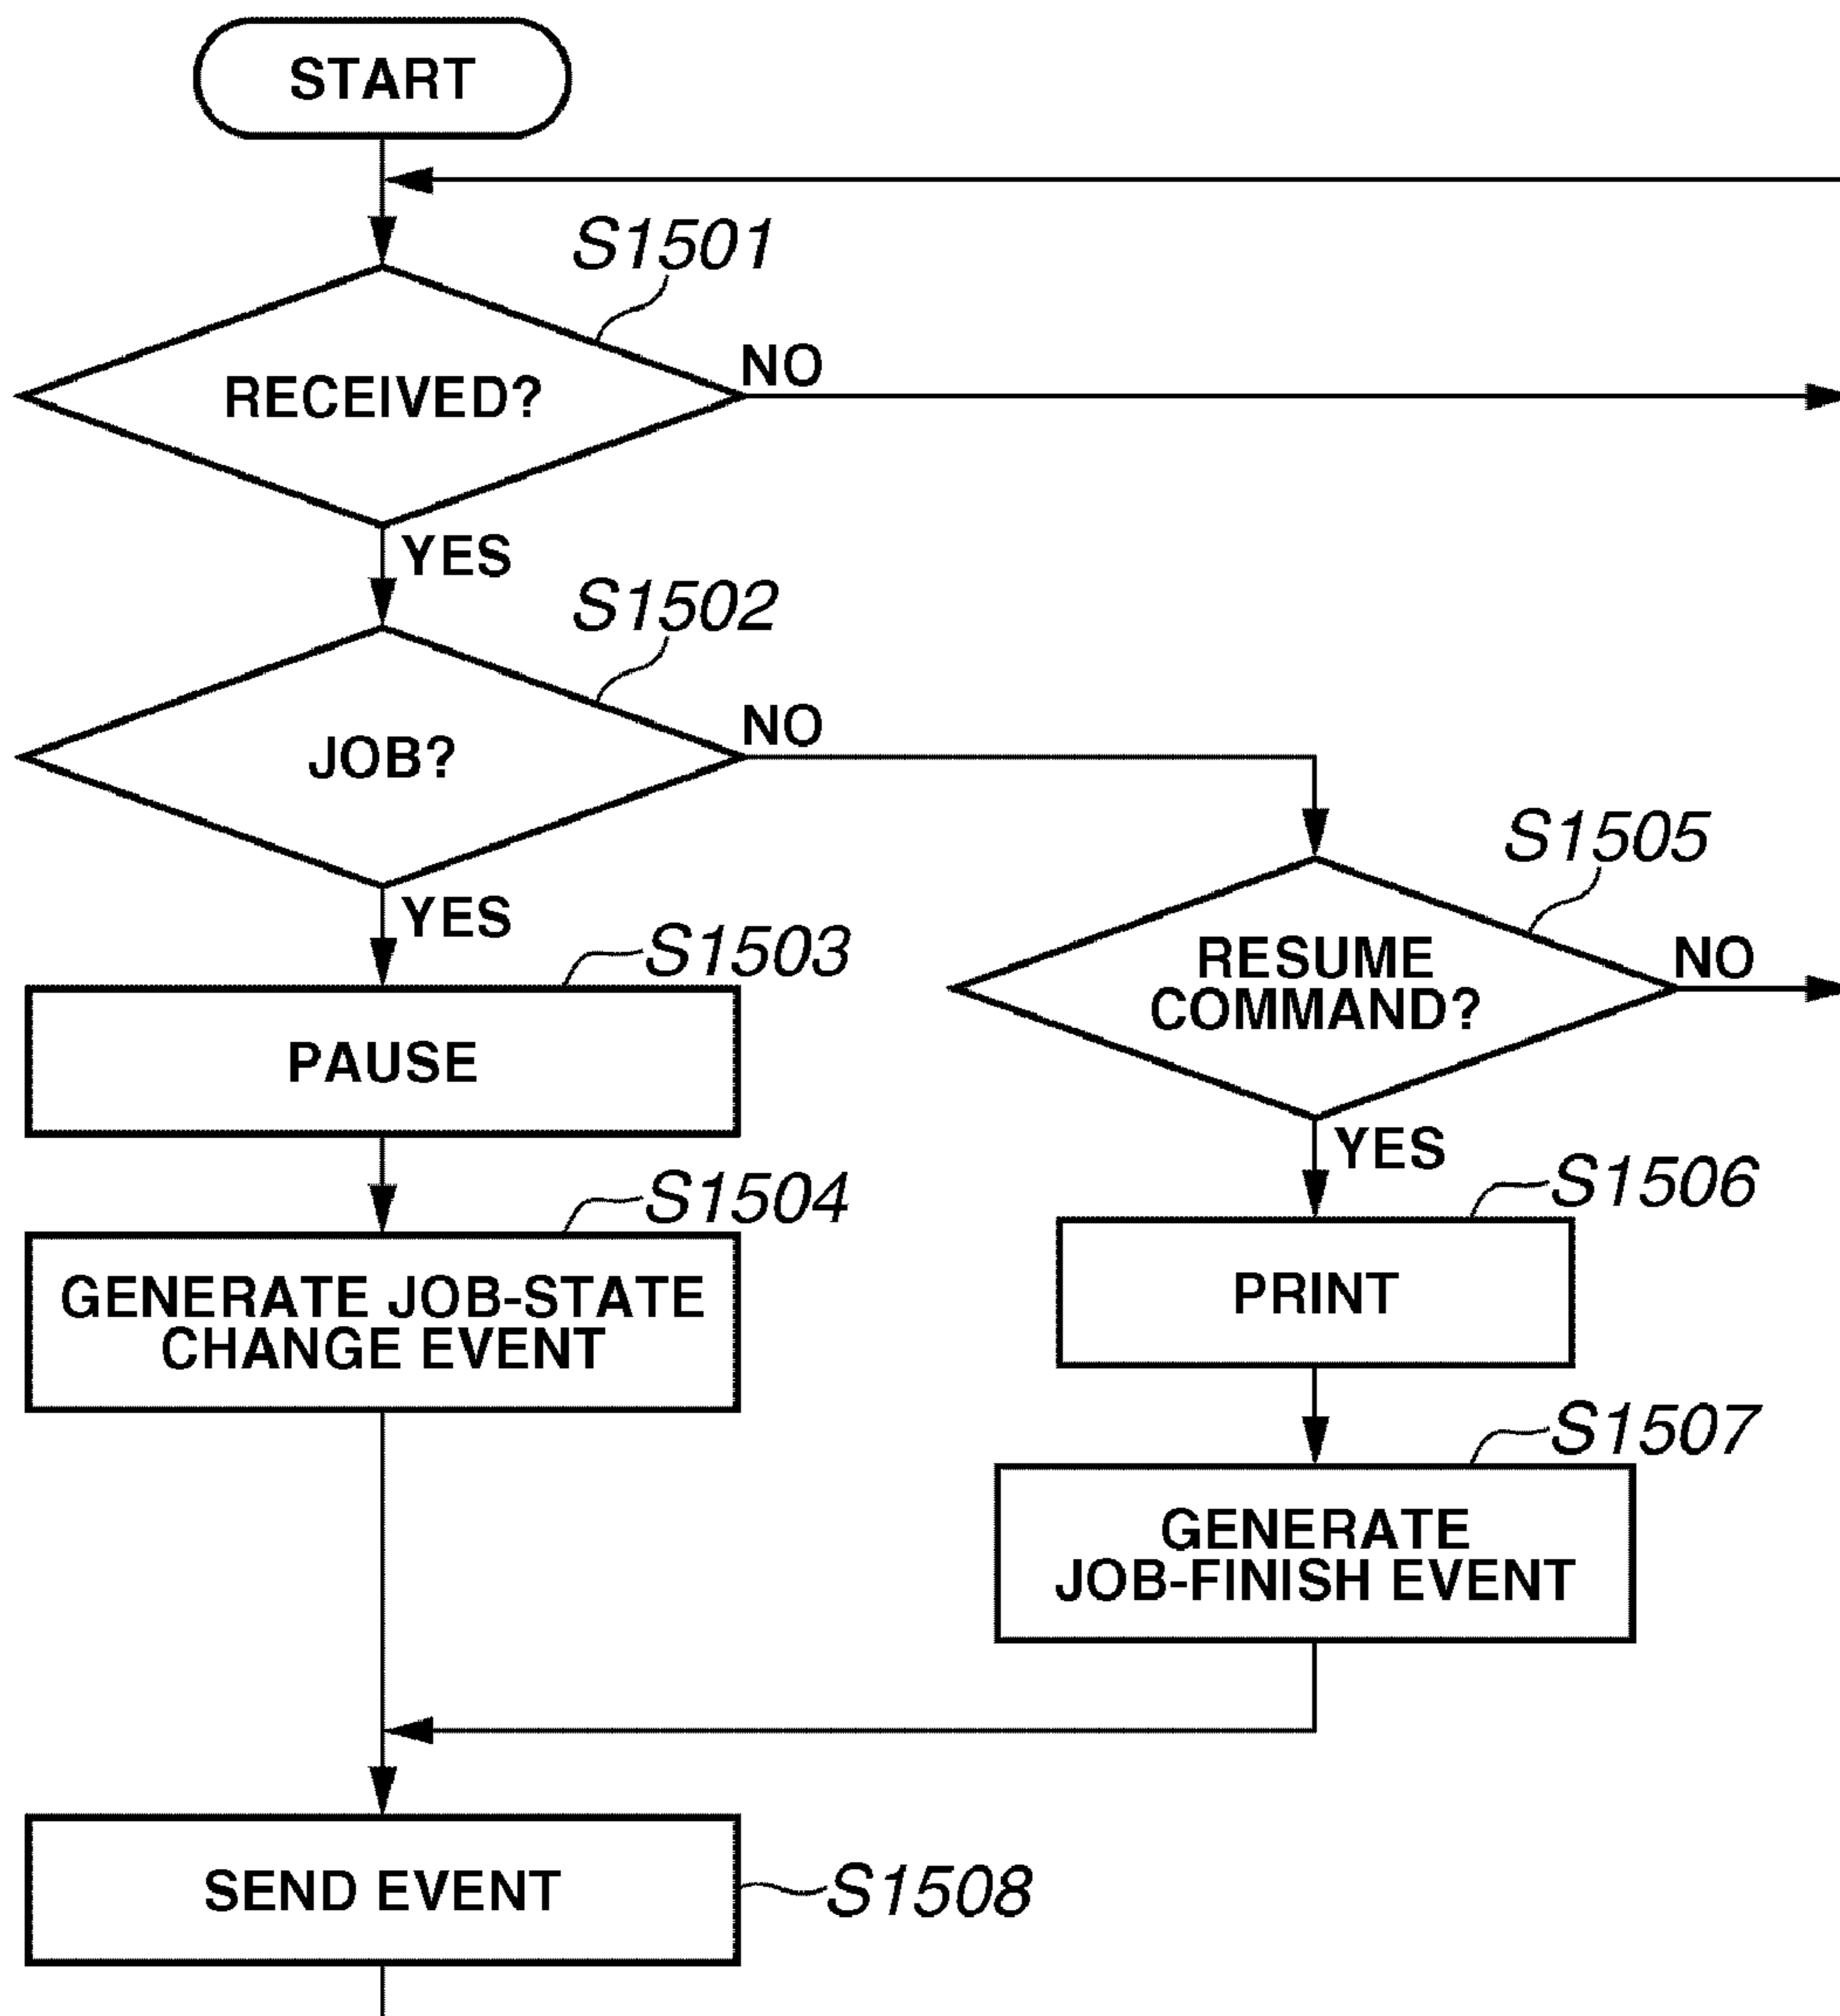 START
S1501
RECEIVED?
NO
YES
S1502
JOB?
NO
YES
S1503
PAUSE
S1504
GENERATE JOB-STATE
CHANGE EVENT
S1505
RESUME
COMMAND?
NO
YES
S1506
PRINT
S1507
GENERATE
JOB-FINISH EVENT
SEND EVENT
S1508